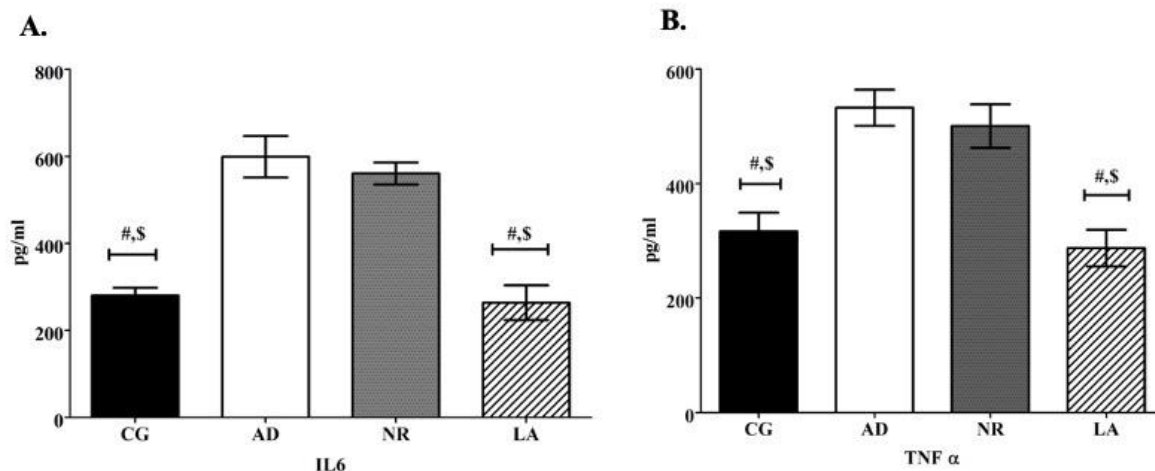 A.
800
600
400
200
0
pg/ml
#,$
#,$
CG AD NR LA
IL6
B.
600
400
200
0
pg/ml
#,$
#,$
CG AD NR LA
TNF α